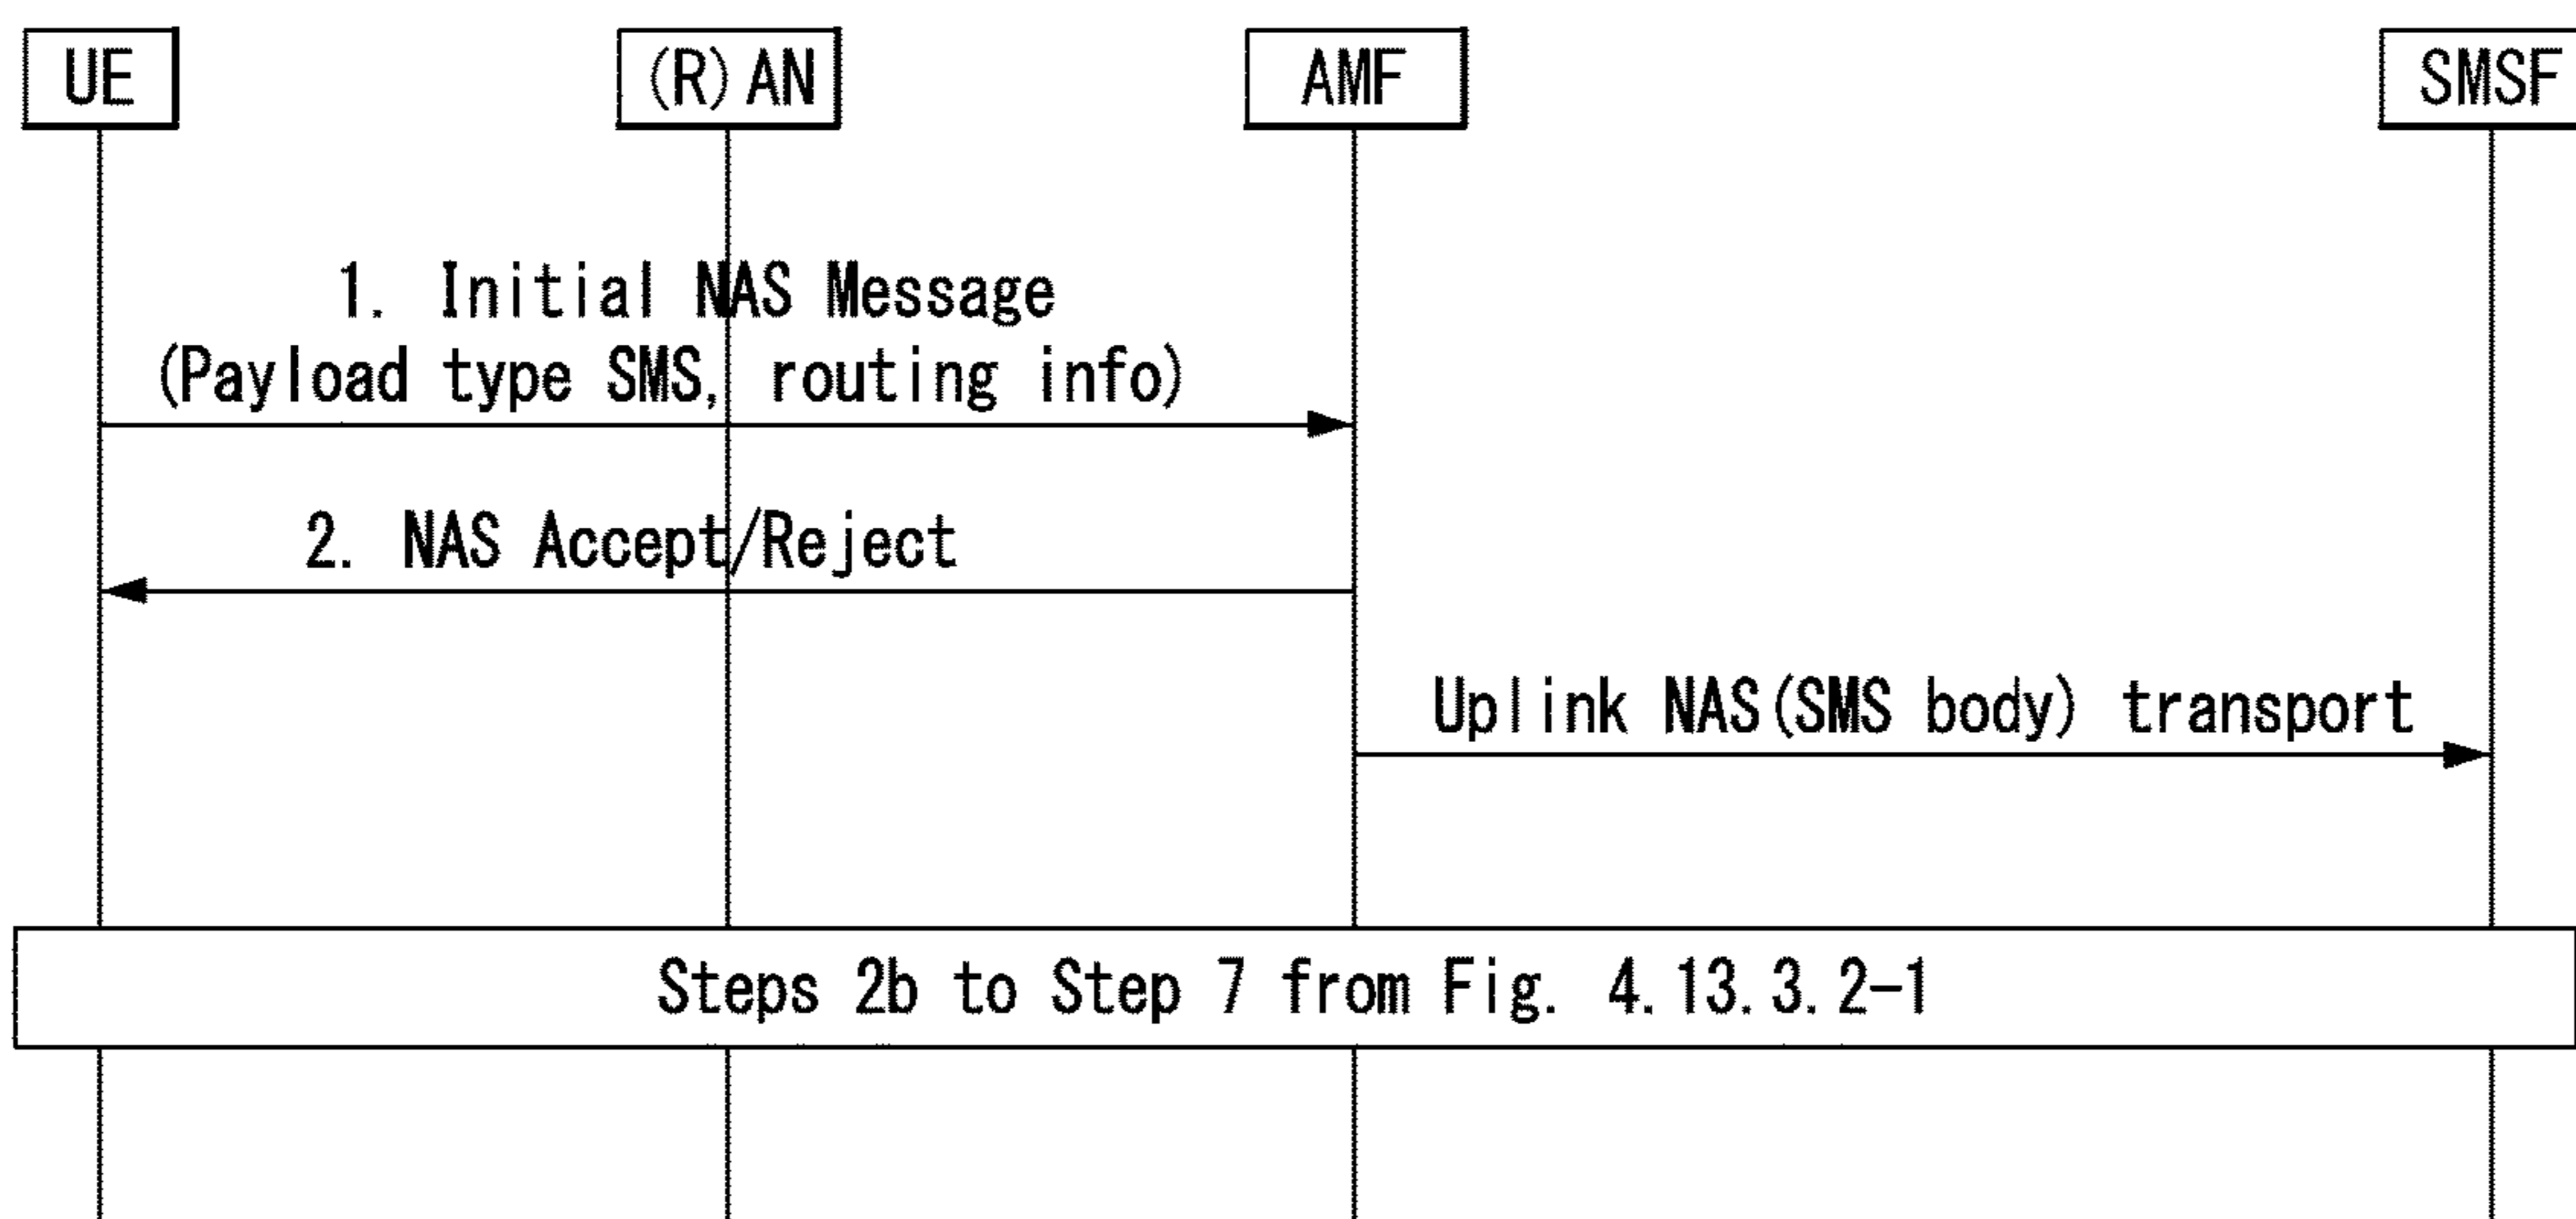 UE
(R)AN
AMF
SMSF
1. Initial NAS Message
(Payload type SMS, routing info)
2. NAS Accept/Reject
Uplink NAS(SMS body) transport
Steps 2b to Step 7 from Fig. 4.13.3.2-1